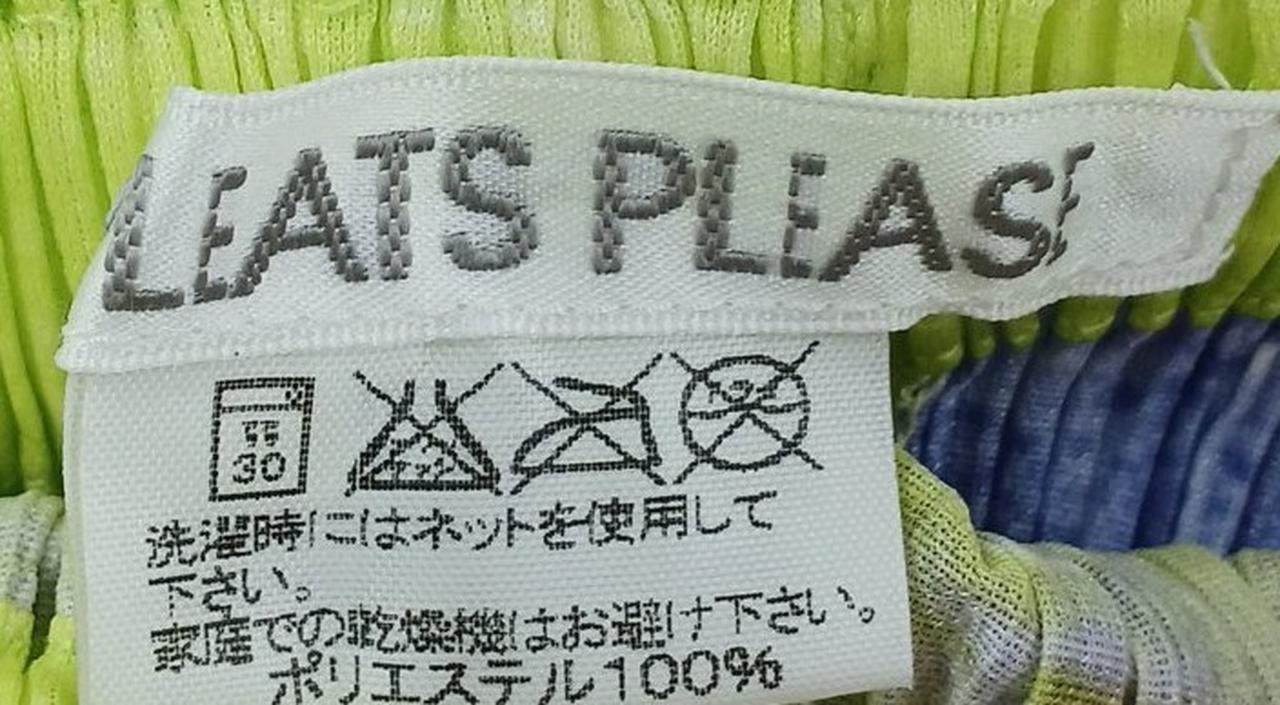 LEATS PLEASE
30
洗濯時にはネットを使用して
下さい。
家庭での乾燥機はお避け下さい。
ポリエステル100%